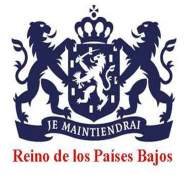 JE MAINTIENDRAI
Reino de los Países Bajos